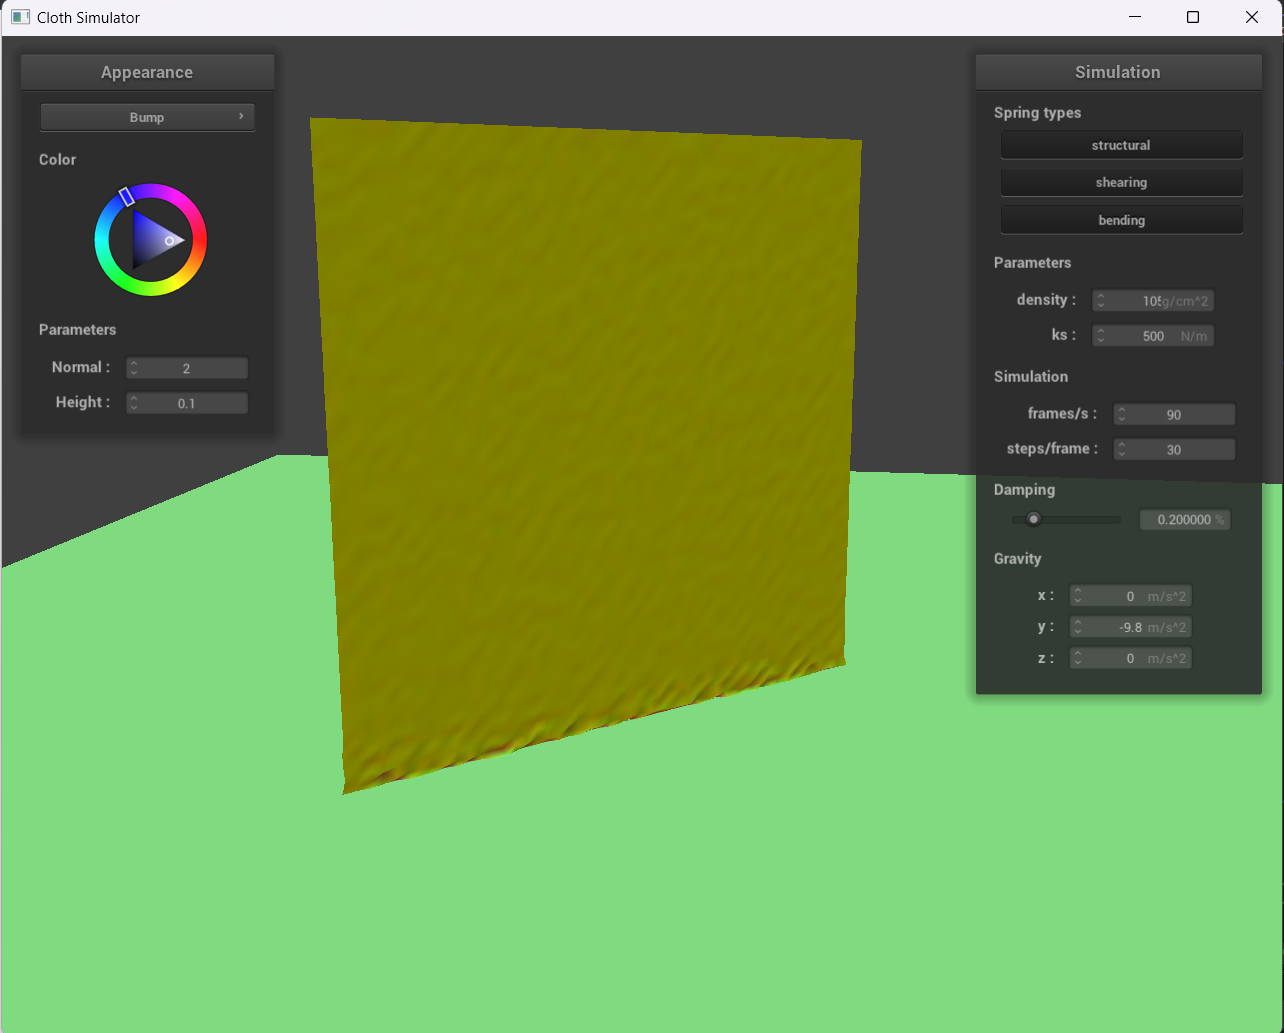 Cloth Simulator
Appearance
Bump
Color
Parameters
Normal : 2
Height : 0.1
Simulation
Spring types
structural
shearing
bending
Parameters
density : g/cm^2
ks : 500 N/m
Simulation
frames/s : 90
steps/frame : 30
Damping
0.200000 %
Gravity
x : 0 m/s^2
y : -9.8 m/s^2
z : 0 m/s^2